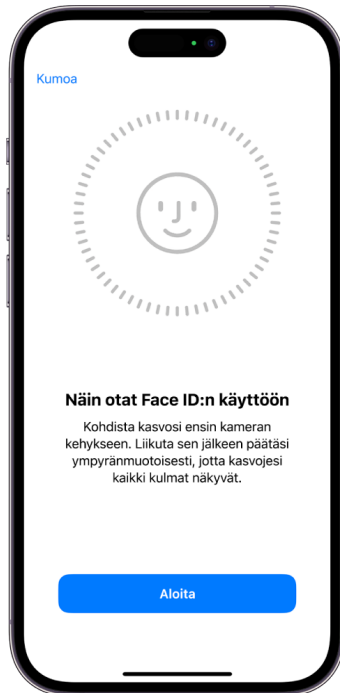 Kumoa
Näin otat Face ID:n käyttöön
Kohdista kasvosi ensin kameran
kehykseen. Liikuta sen jälkeen päätäsi
ympyränmuotoisesti, jotta kasvojesi
kaikki kulmat näkyvät.
Aloita